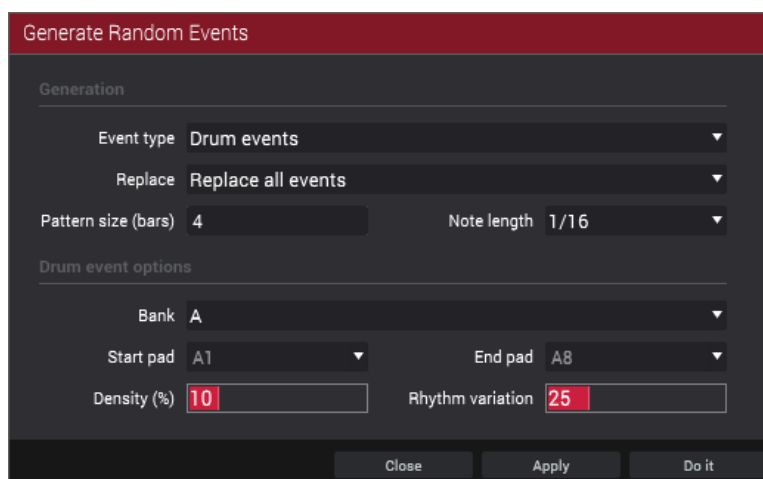 Generate Random Events
Generation
Event type Drum events
Replace Replace all events
Pattern size (bars) 4 Note length 1/16
Drum event options
Bank A
Start pad A1 End pad A8
Density (%) 10 Rhythm variation 25
Close Apply Do it